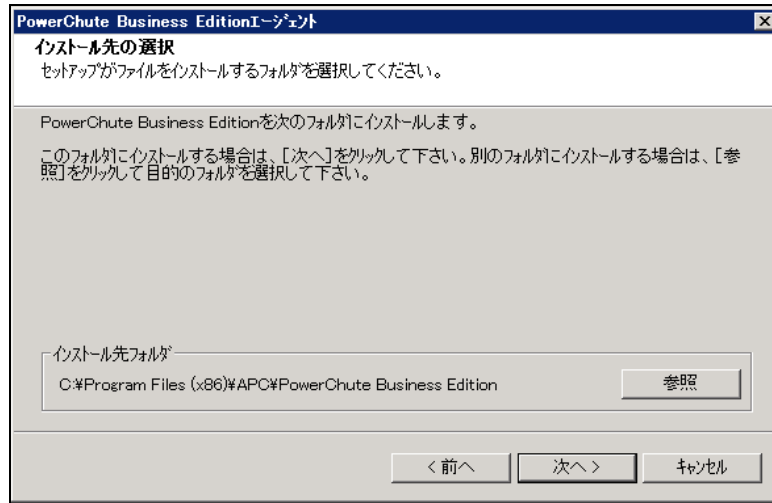 PowerChute Business Editionエージェント
インストール先の選択
セットアップがファイルをインストールするフォルダを選択してください。
PowerChute Business Editionを次のフォルダにインストールします。
このフォルダにインストールする場合は、[次へ]をクリックして下さい。別のフォルダにインストールする場合は、[参
照]をクリックして目的のフォルダを選択して下さい。
インストール先フォルダ
C:¥Program Files (x86)¥APC¥PowerChute Business Edition
参照
< 前へ
次へ >
キャンセル